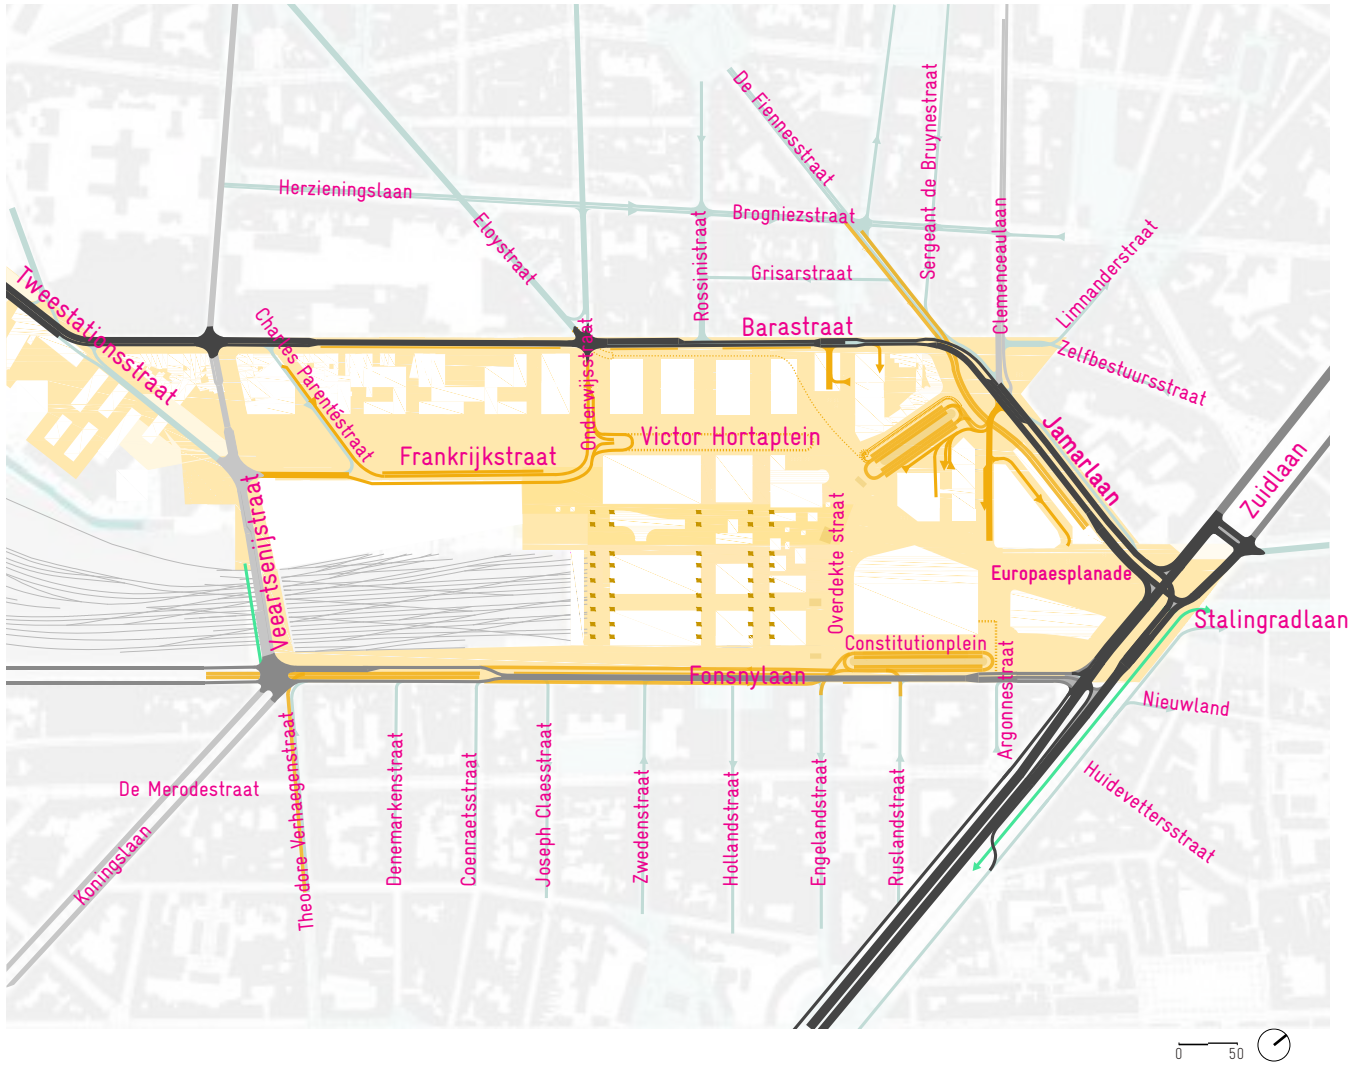 De Fiennesstraat
Sergeant de Bruynestraat
Herzieningslaan
Eloystraat
Rossinistraat
Brogniezstraat
Grisarstraat
Clemenceaulaan
Limnanderstraat
Zelfbestuursstraat
Tweestationsstraat
Charles Parentéstraat
Onderwijsstraat
Barastraat
Frankrijkstraat
Victor Hortaplein
Jamarlaan
Zuidlaan
Veeartsenijstraat
Overdekte straat
Europaesplanade
Stalingradlaan
Constitutionplein
Fonsnylaan
Argonnestraat
Nieuwland
Huidevettersstraat
De Merodestraat
Koningslaan
Theodore Verhaegenstraat
Denemarkenstraat
Coenraetsstraat
Joseph Claesstraat
Zwedenstraat
Hollandstraat
Engelandstraat
Ruslandstraat
0 50